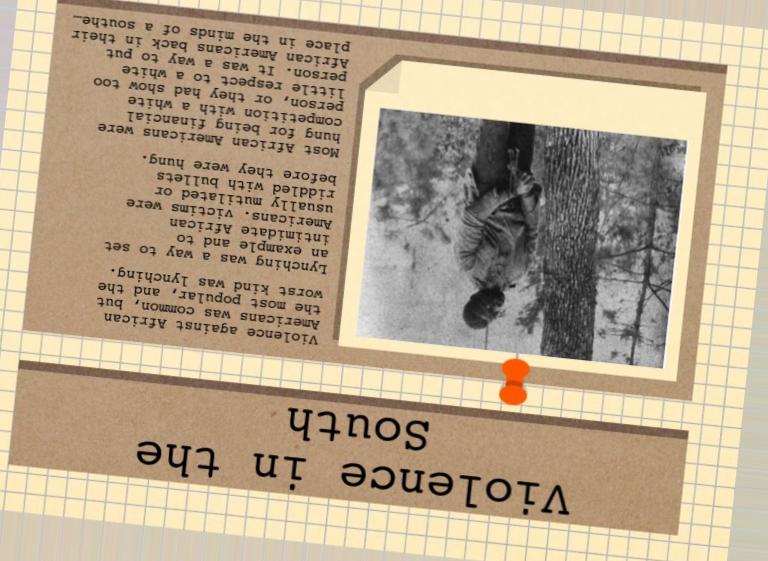 Violence in the
South
Violence against African
Americans was common, but
the most popular, and the
worst kind was lynching.
Lynching was a way to set
an example and to
intimidate African
Americans. victims were
usually mutilated or
riddled with bullets
before they were hung.
Most African Americans were
hung for being financial
competition with a white
person, or they had show too
little respect to a white
person. It was a way to put
African Americans back in their
place in the minds of a southe…